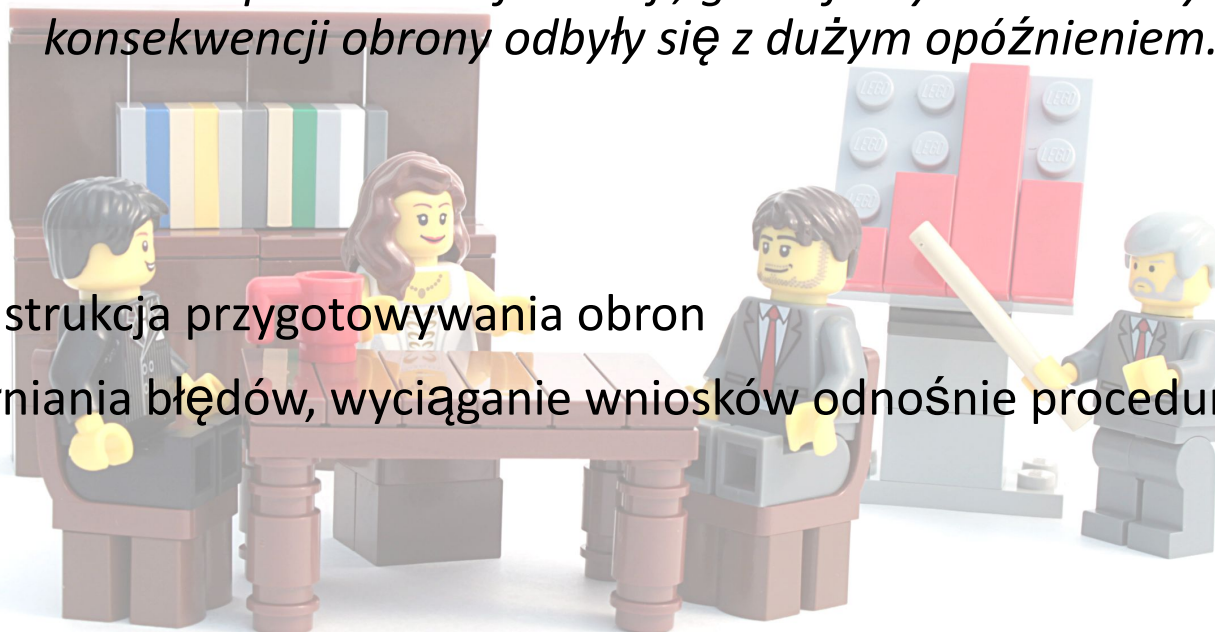 konsekwencji obrony odbyły się z dużym opóźnieniem.
strukcja przygotowywania obron
rniania błędów, wyciąganie wniosków odnośnie procedur